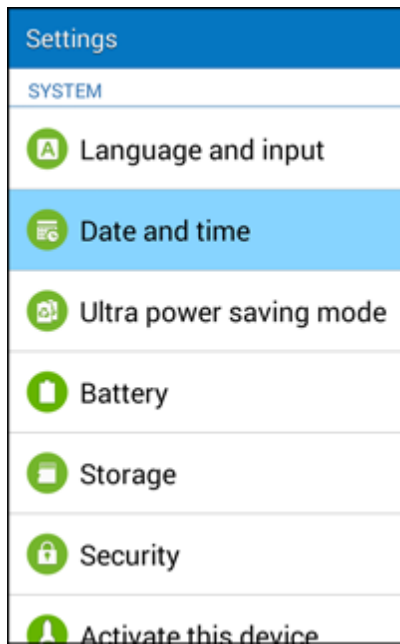 Settings
SYSTEM
Language and input
Date and time
Ultra power saving mode
Battery
Storage
Security
Activate this device